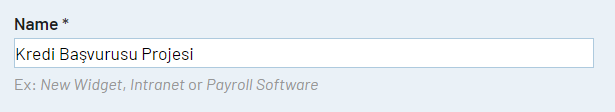 Name *
Kredi Başvurusu Projesi
Ex: New Widget, Intranet or Payroll Software